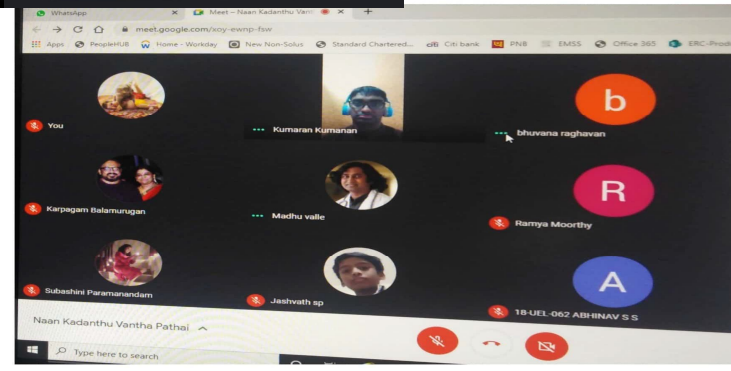 WhatsApp
Meet – Naan Kadanthu Vant
meet.google.com/xoy-ewnp-fsw
Apps
PeopleHUB
Home - Workday
New Non-Solus
Standard Chartered...
citi Citi bank
PNB
EMSS
Office 365
ERC-Prod
b
You
Kumaran Kumanan
bhuvana raghavan
R
Karpagam Balamurugan
Madhu valle
Ramya Moorthy
A
Subashini Paramanandam
Jashvath sp
18-UEL-062 ABHINAV S S
Naan Kadanthu Vantha Pathai
Type here to search